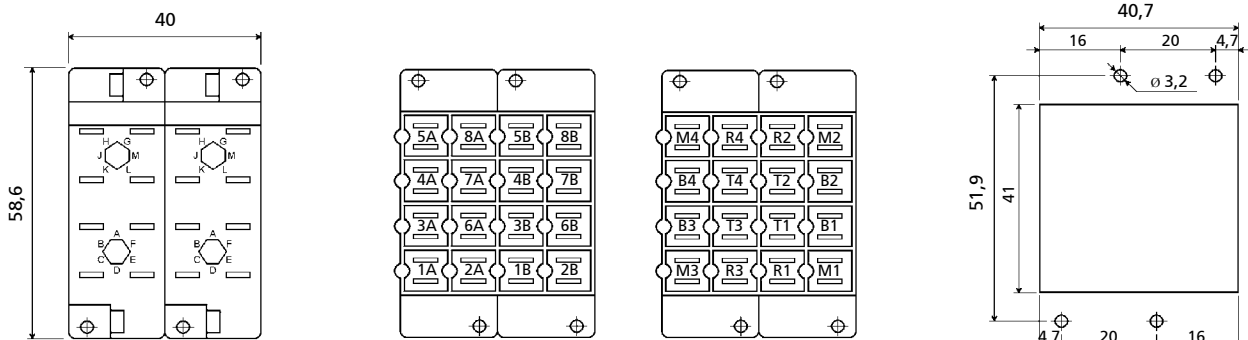 40
58,6
H G H G
J M J M
K L K L
A A
B F B F
C E C E
D D
5A 8A 5B 8B
4A 7A 4B 7B
3A 6A 3B 6B
1A 2A 1B 2B
M4 R4 R2 M2
B4 T4 T2 B2
B3 T3 T1 B1
M3 R3 R1 M1
40,7
16 20 4,7
Ø 3,2
51,9
41
4,7 20 16